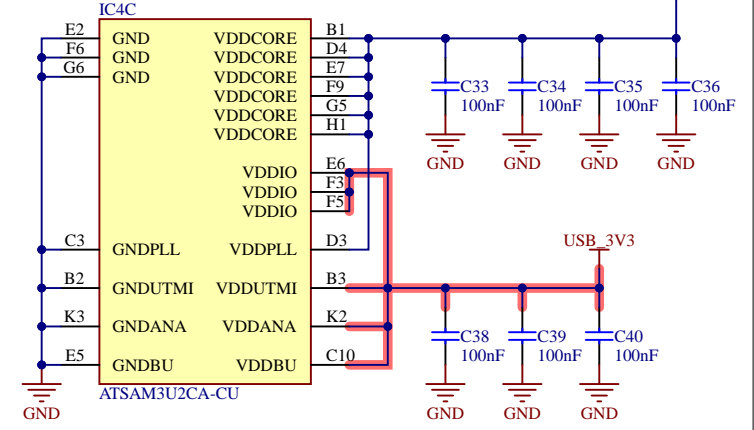 IC4C
E2 GND VDDCORE B1
F6 GND VDDCORE D4
G6 GND VDDCORE E7
VDDCORE F9
VDDCORE G5
VDDCORE H1
C33 C34 C35 C36
100nF 100nF 100nF 100nF
GND GND GND GND
VDDIO E6
VDDIO F3
VDDIO F5
USB_3V3
C3 GNDPLL VDDPLL D3
B2 GNDUTMI VDDUTMI B3
K3 GNDANA VDDANA K2
C38 C39 C40
100nF 100nF 100nF
E5 GNDBU VDDBU C10
ATSAM3U2CA-CU
GND GND GND GND